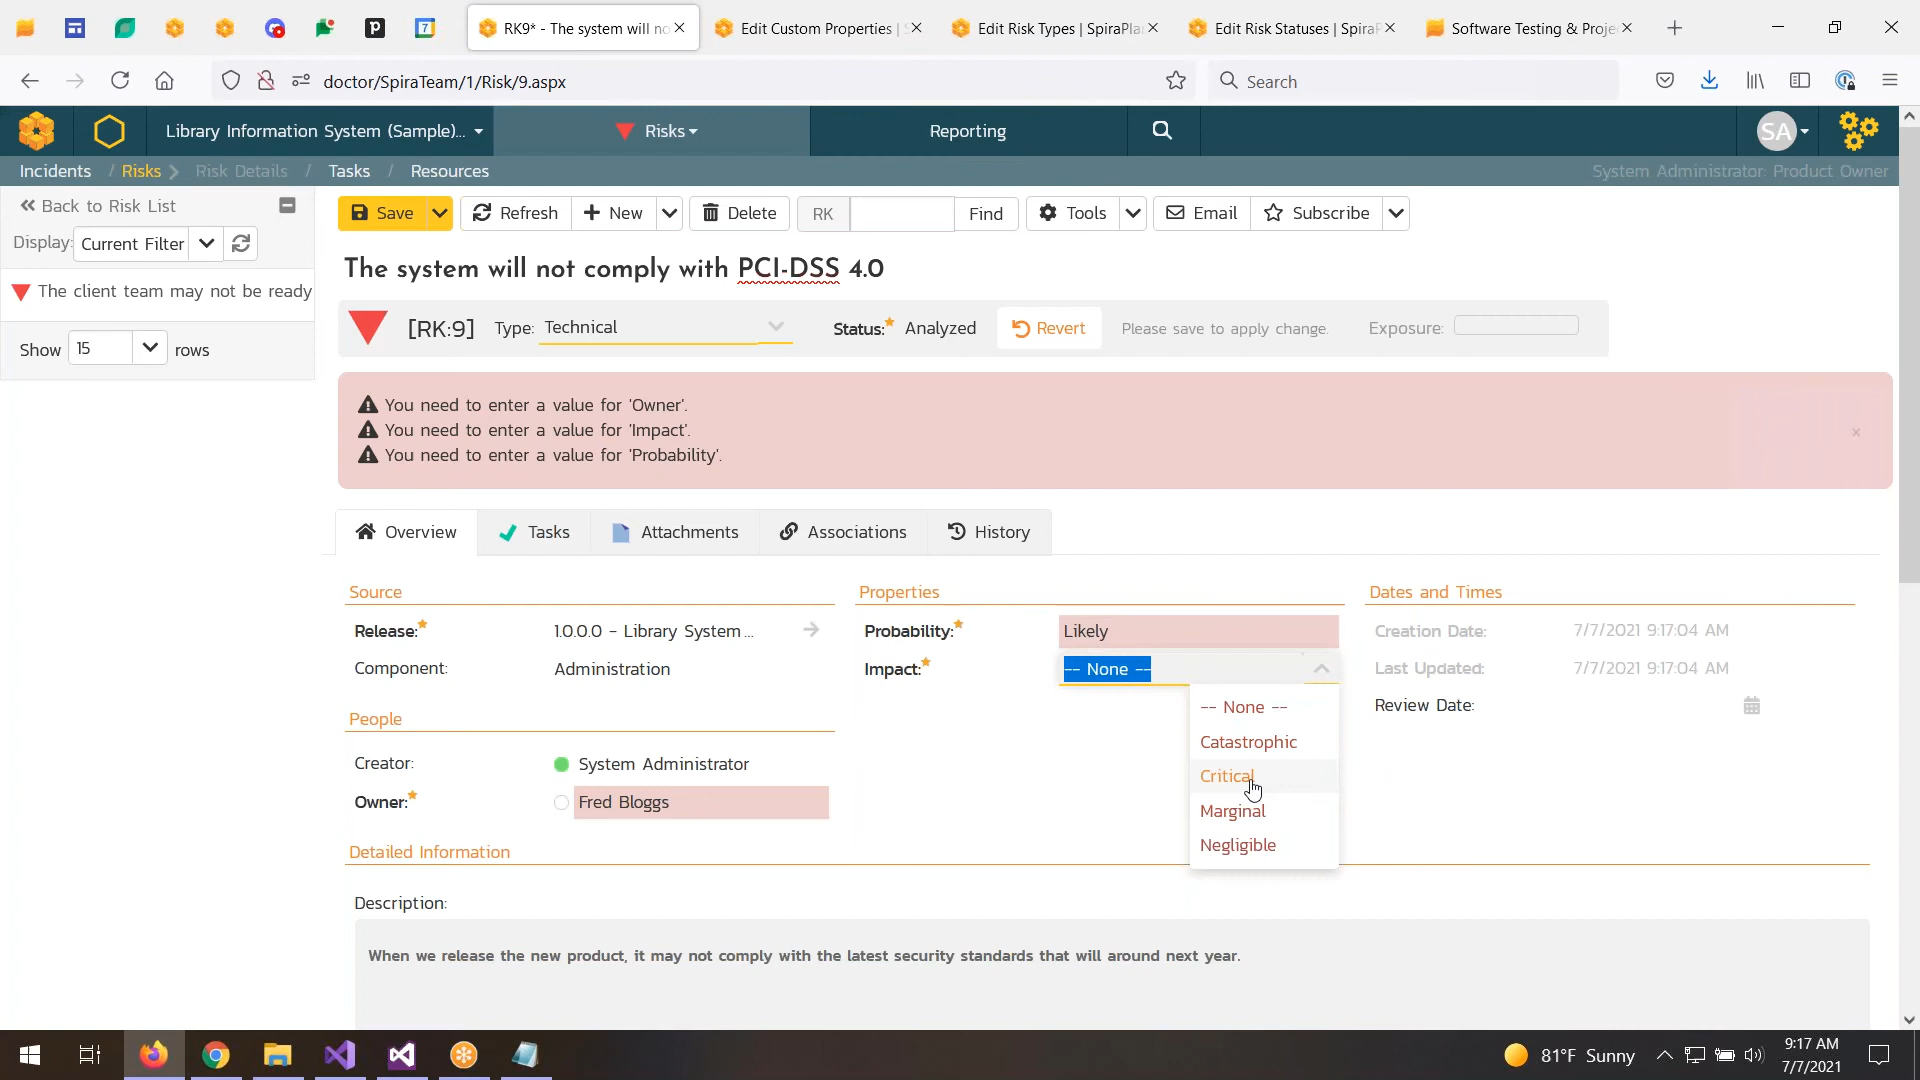 RK9* - The system will no
Edit Custom Properties | S
Edit Risk Types | SpiraPla
Edit Risk Statuses | SpiraP
Software Testing & Proje
doctor/SpiraTeam/1/Risk/9.aspx
Search
Library Information System (Sample)...
Risks
Reporting
SA
Incidents / Risks Risk Details / Tasks / Resources
System Administrator: Product Owner
Back to Risk List
Display: Current Filter
The client team may not be ready
Show 15 rows
Save
Refresh
New
Delete
RK
Find
Tools
Email
Subscribe
The system will not comply with PCI-DSS 4.0
[RK:9] Type: Technical
Status: Analyzed
Revert
Please save to apply change.
Exposure:
You need to enter a value for 'Owner'.
You need to enter a value for 'Impact'.
You need to enter a value for 'Probability'.
×
Overview
Tasks
Attachments
Associations
History
Source
Release: 1.0.0.0 - Library System...
Component: Administration
People
Creator: System Administrator
Owner: Fred Bloggs
Properties
Probability: Likely
Impact: -- None --
-- None --
Catastrophic
Critical
Marginal
Negligible
Dates and Times
Creation Date: 7/7/2021 9:17:04 AM
Last Updated: 7/7/2021 9:17:04 AM
Review Date:
Detailed Information
Description:
When we release the new product, it may not comply with the latest security standards that will around next year.
81°F Sunny
9:17 AM
7/7/2021